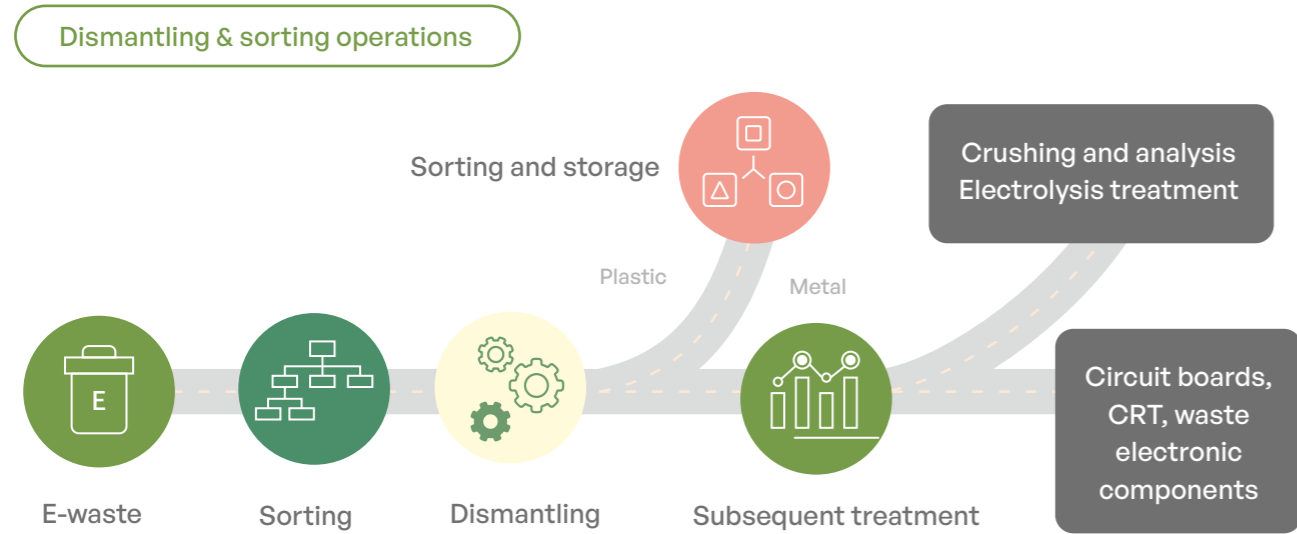 Dismantling & sorting operations
Sorting and storage
Crushing and analysis
Electrolysis treatment
Plastic
Metal
E
Circuit boards,
CRT, waste
electronic
components
E-waste
Sorting
Dismantling
Subsequent treatment